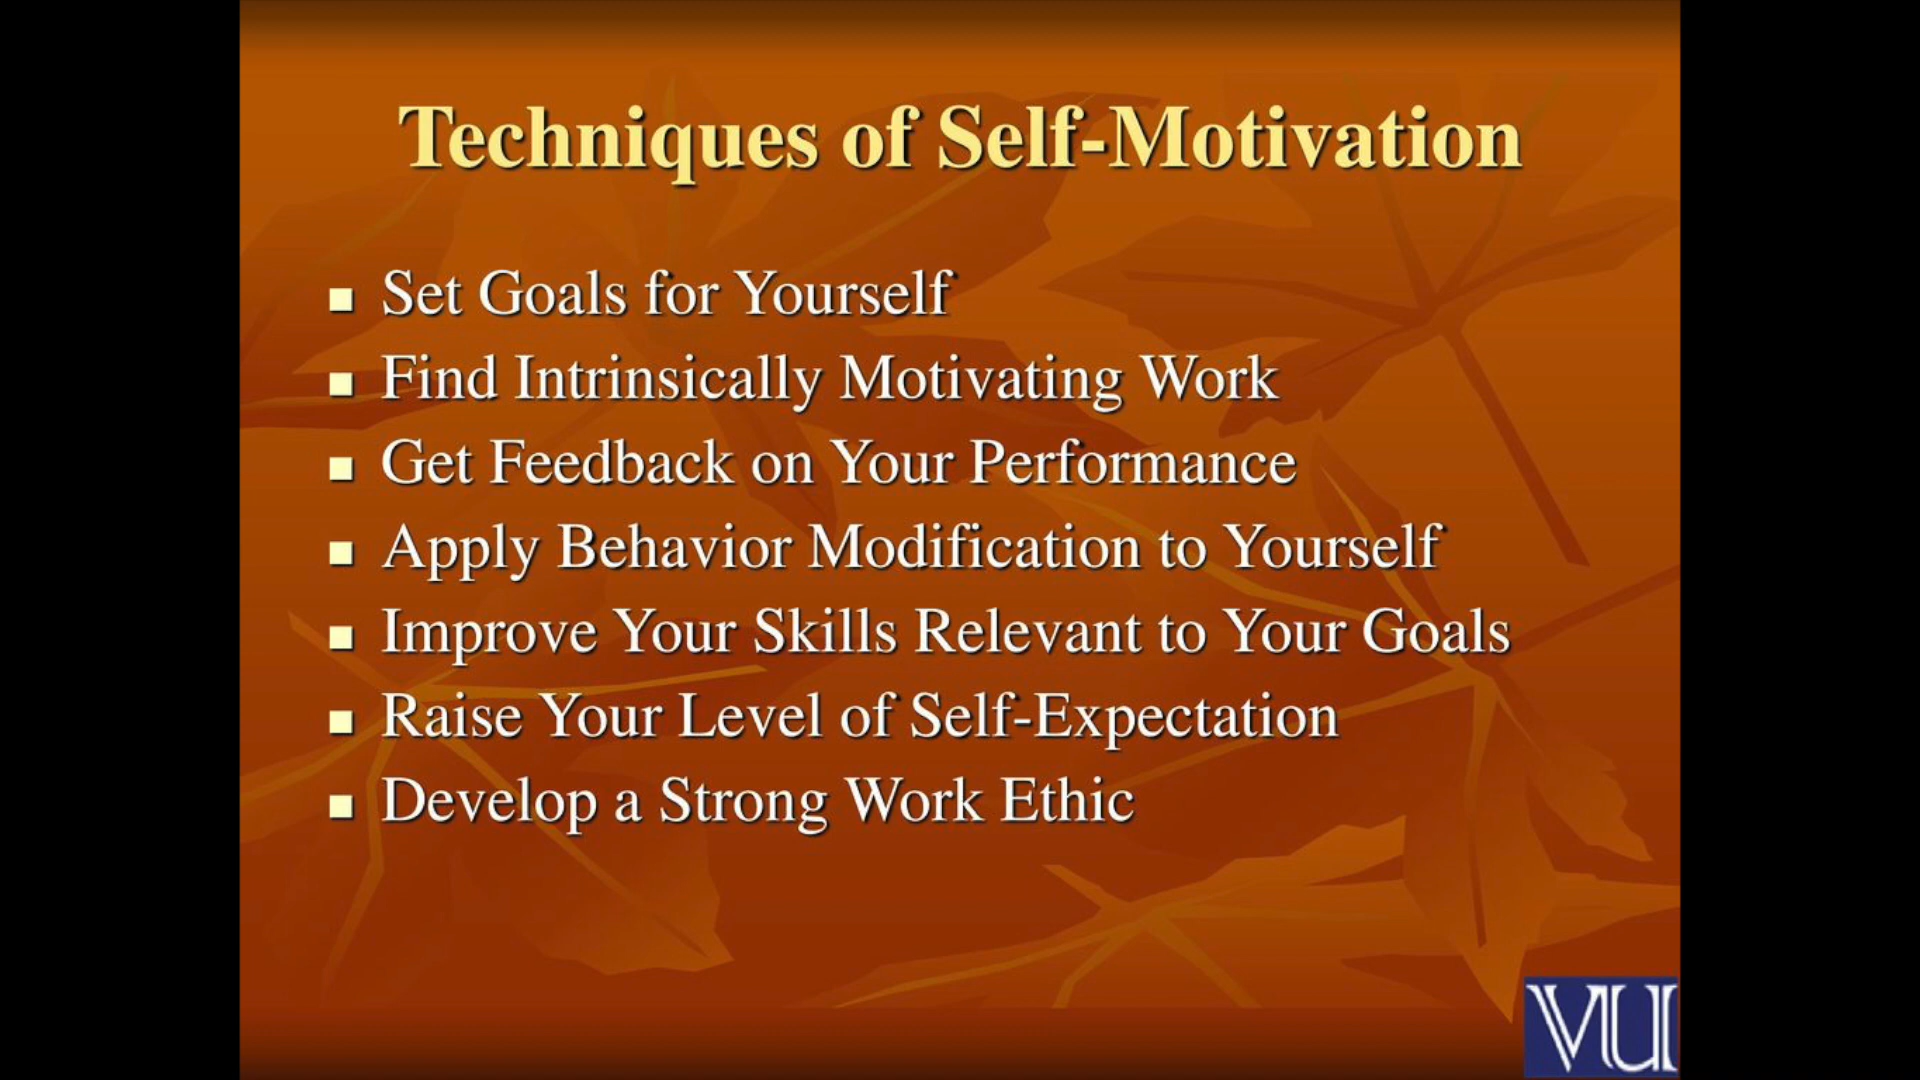 Techniques of Self-Motivation
Set Goals for Yourself
Find Intrinsically Motivating Work
Get Feedback on Your Performance
Apply Behavior Modification to Yourself
Improve Your Skills Relevant to Your Goals
Raise Your Level of Self-Expectation
Develop a Strong Work Ethic
VU